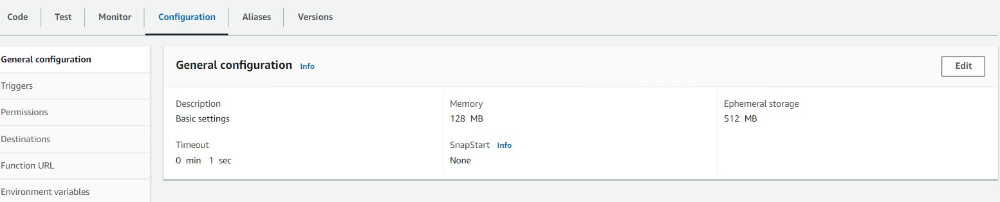 Code Test Monitor Configuration Aliases Versions
General configuration
Triggers
Permissions
Destinations
Function URL
Environment variables
General configuration Info
Edit
Description
Basic settings
Timeout
0 min 1 sec
Memory
128 MB
SnapStart Info
None
Ephemeral storage
512 MB